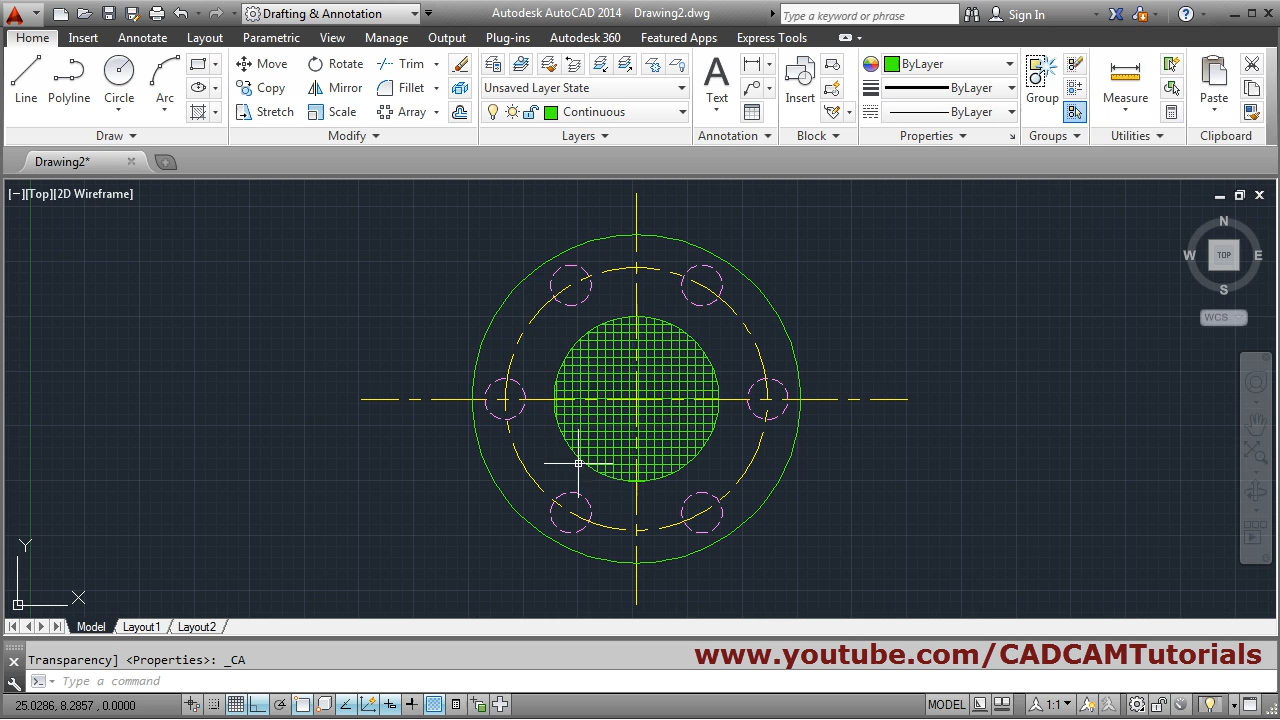 Drafting & Annotation
Autodesk AutoCAD 2014 Drawing2.dwg
Type a keyword or phrase
Sign In
Home Insert Annotate Layout Parametric View Manage Output Plug-ins Autodesk 360 Featured Apps Express Tools
Line Polyline Circle Arc
Draw
Move Rotate Trim
Copy Mirror Fillet
Stretch Scale Array
Modify
Unsaved Layer State
Continuous
Layers
Text
Annotation
Insert
Block
ByLayer
ByLayer
ByLayer
Properties
Group
Groups
Measure
Utilities
Paste
Clipboard
Drawing2*
[−][Top][2D Wireframe]
N
W TOP E
S
WCS
Y
X
Model Layout1 Layout2
Transparency] <Properties>: _CA
www.youtube.com/CADCAMTutorials
Type a command
25.0286, 8.2857 , 0.0000
MODEL
1:1